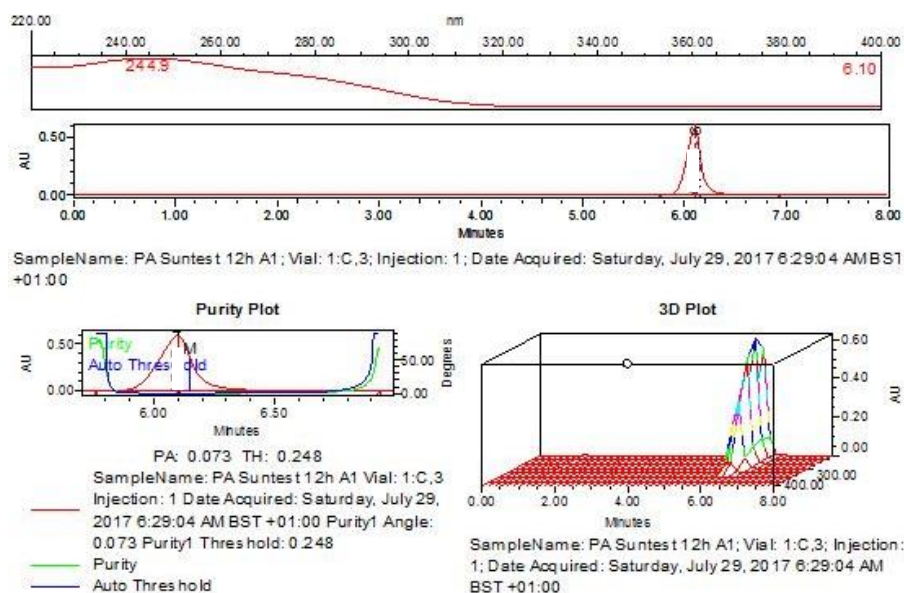 220.00 nm
240.00 260.00 280.00 300.00 320.00 340.00 360.00 380.00 400.00
244.9 6.10
AU
0.50
0.00
0.00 1.00 2.00 3.00 4.00 5.00 6.00 7.00 8.00
Minutes
SampleName: PA Suntest 12h A1; Vial: 1:C,3; Injection: 1; Date Acquired: Saturday, July 29, 2017 6:29:04 AM BST
+01:00
Purity Plot
AU
0.50
0.00
Purity
Auto Threshold
M
50.00
0.00
Degrees
6.00 6.50
Minutes
PA: 0.073 TH: 0.248
SampleName: PA Suntest 12h A1 Vial: 1:C,3
Injection: 1 Date Acquired: Saturday, July 29,
2017 6:29:04 AM BST +01:00 Purity1 Angle:
0.073 Purity1 Threshold: 0.248
Purity
Auto Threshold
3D Plot
0.60
0.40
0.20
0.00
AU
300.00
400.00
0.00 2.00 4.00 6.00 8.00
Minutes
SampleName: PA Suntest 12h A1; Vial: 1:C,3; Injection:
1; Date Acquired: Saturday, July 29, 2017 6:29:04 AM
BST +01:00